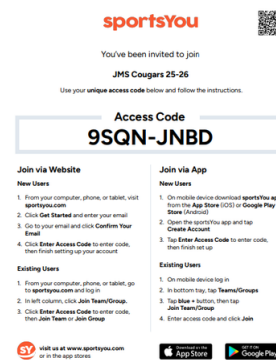 sportsYou
You've been invited to join
JMS Cougars 25-26
Use your unique access code below and follow the instructions.
Access Code
9SQN-JNBD
Join via Website
New Users
1. From your computer, phone, or tablet, visit
sportsyou.com
2. Click Get Started and enter your email
3. Go to your email and click Confirm Your
Email
4. Click Enter Access Code to enter code,
then finish setting up your account
Existing Users
1. From your computer, phone, or tablet, go
to sportsyou.com and log in
2. In left column, click Join Team/Group.
3. Click Enter Access Code to enter code,
then Join Team or Join Group
Join via App
New Users
1. On mobile device download sportsYou ap
from the App Store (iOS) or Google Play
Store (Android)
2. Open the sportsYou app and tap
Create Account
3. Tap Enter Access Code to enter code,
then finish set up
Existing Users
1. On mobile device log in
2. In bottom tray, tap Teams/Groups
3. Tap blue + button, then tap
Join Team/Group
4. Enter access code and click Join
SY
visit us at www.sportsyou.com
or in the app stores
Download on the
App Store
GET IT ON
Google Play